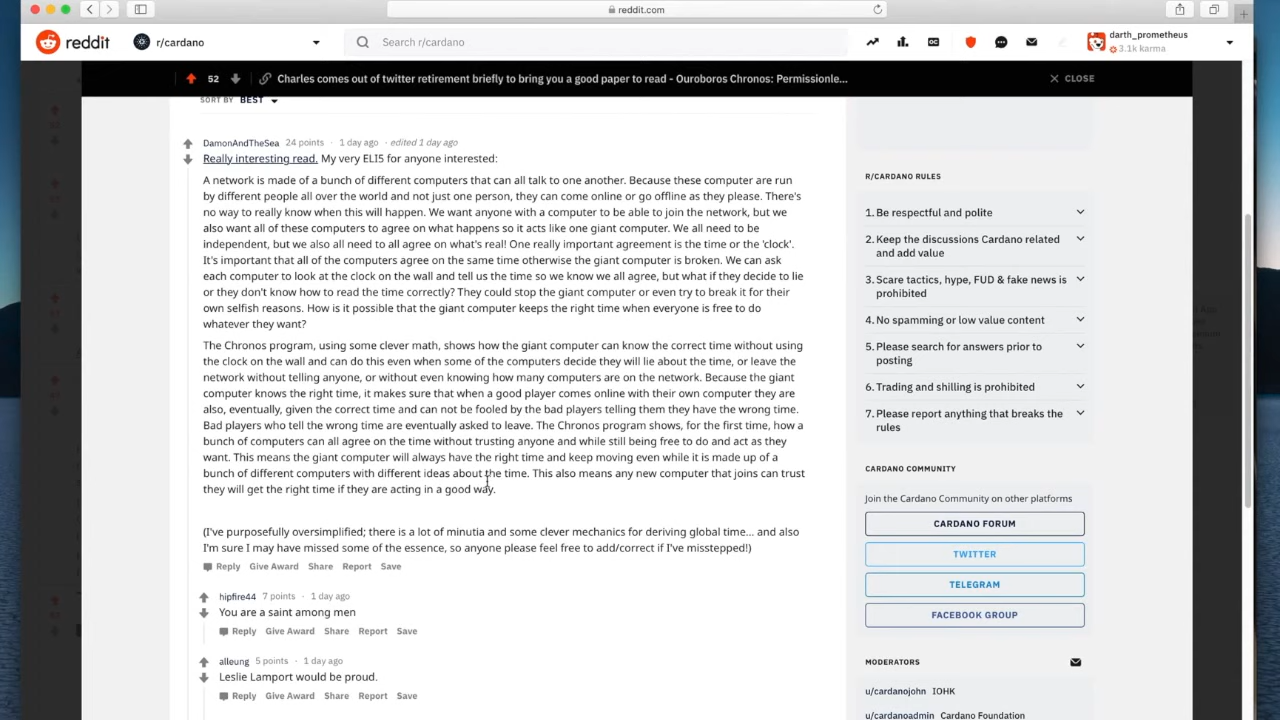 reddit.com
reddit
r/cardano
Search r/cardano
darth_prometheus
3.1k karma
52
Charles comes out of twitter retirement briefly to bring you a good paper to read - Ouroboros Chronos: Permissionle...
CLOSE
SORT BY BEST
DamonAndTheSea 24 points · 1 day ago · edited 1 day ago
Really interesting read. My very ELI5 for anyone interested:
A network is made of a bunch of different computers that can all talk to one another. Because these computer are run
by different people all over the world and not just one person, they can come online or go offline as they please. There's
no way to really know when this will happen. We want anyone with a computer to be able to join the network, but we
also want all of these computers to agree on what happens so it acts like one giant computer. We all need to be
independent, but we also all need to all agree on what's real! One really important agreement is the time or the 'clock'.
It's important that all of the computers agree on the same time otherwise the giant computer is broken. We can ask
each computer to look at the clock on the wall and tell us the time so we know we all agree, but what if they decide to lie
or they don't know how to read the time correctly? They could stop the giant computer or even try to break it for their
own selfish reasons. How is it possible that the giant computer keeps the right time when everyone is free to do
whatever they want?
The Chronos program, using some clever math, shows how the giant computer can know the correct time without using
the clock on the wall and can do this even when some of the computers decide they will lie about the time, or leave the
network without telling anyone, or without even knowing how many computers are on the network. Because the giant
computer knows the right time, it makes sure that when a good player comes online with their own computer they are
also, eventually, given the correct time and can not be fooled by the bad players telling them they have the wrong time.
Bad players who tell the wrong time are eventually asked to leave. The Chronos program shows, for the first time, how a
bunch of computers can all agree on the time without trusting anyone and while still being free to do and act as they
want. This means the giant computer will always have the right time and keep moving even while it is made up of a
bunch of different computers with different ideas about the time. This also means any new computer that joins can trust
they will get the right time if they are acting in a good way.
(I've purposefully oversimplified; there is a lot of minutia and some clever mechanics for deriving global time... and also
I'm sure I may have missed some of the essence, so anyone please feel free to add/correct if I've misstepped!)
Reply Give Award Share Report Save
hipfire44 7 points · 1 day ago
You are a saint among men
Reply Give Award Share Report Save
alleung 5 points · 1 day ago
Leslie Lamport would be proud.
Reply Give Award Share Report Save
R/CARDANO RULES
1. Be respectful and polite
2. Keep the discussions Cardano related
and add value
3. Scare tactics, hype, FUD & fake news is
prohibited
4. No spamming or low value content
5. Please search for answers prior to
posting
6. Trading and shilling is prohibited
7. Please report anything that breaks the
rules
CARDANO COMMUNITY
Join the Cardano Community on other platforms
CARDANO FORUM
TWITTER
TELEGRAM
FACEBOOK GROUP
MODERATORS
u/cardanojohn IOHK
u/cardanoadmin Cardano Foundation